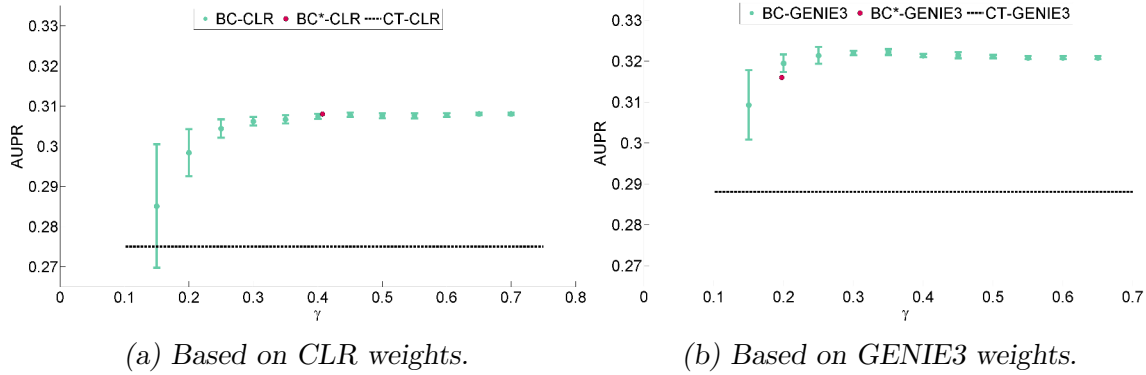 BC-CLR BC*-CLR CT-CLR
0.33
0.32
0.31
0.3
0.29
0.28
0.27
AUPR
0 0.1 0.2 0.3 0.4 0.5 0.6 0.7 0.8
γ
(a) Based on CLR weights.
BC-GENIE3 BC*-GENIE3 CT-GENIE3
0.33
0.32
0.31
0.3
0.29
0.28
0.27
AUPR
0 0.1 0.2 0.3 0.4 0.5 0.6 0.7
γ
(b) Based on GENIE3 weights.